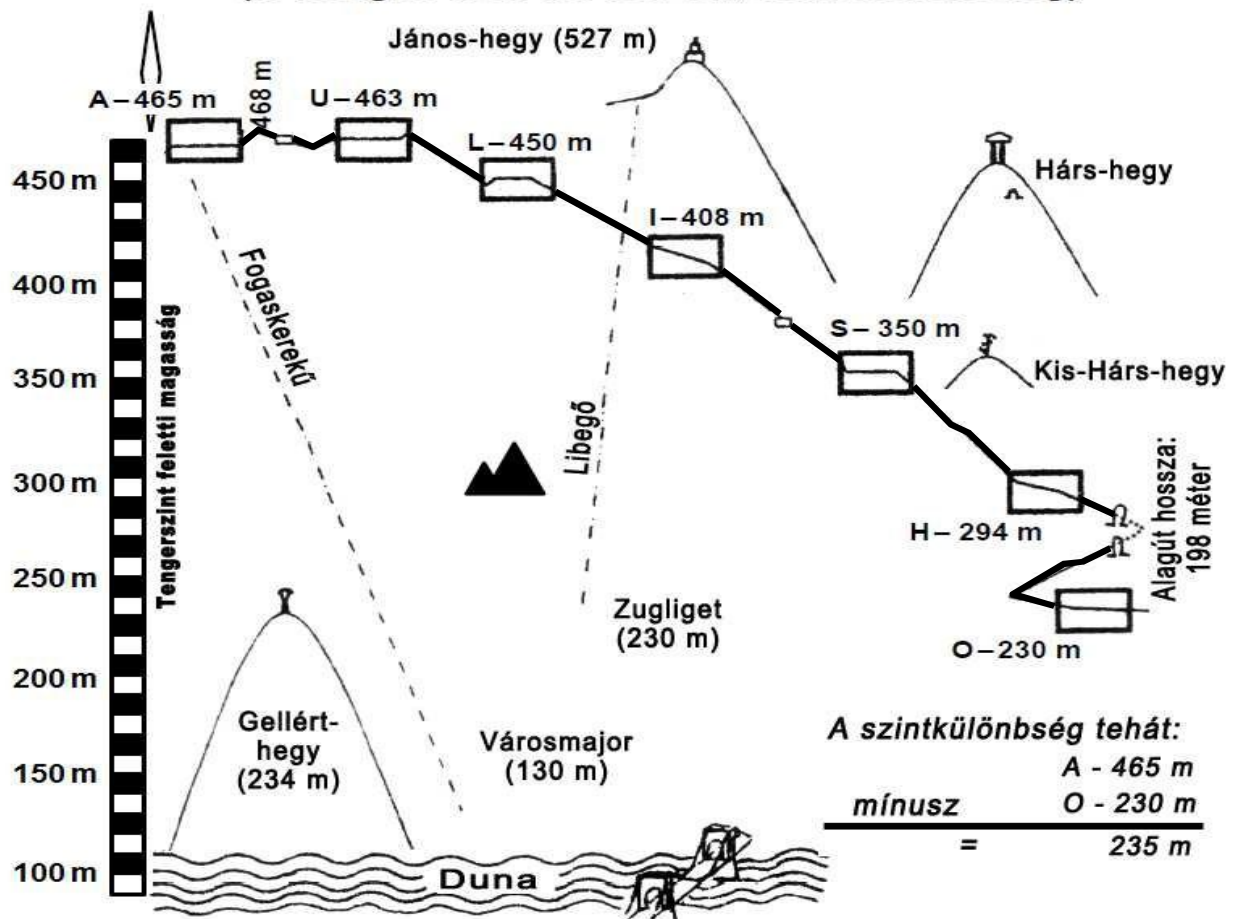 János-hegy (527 m)
A–465 m
468 m
U–463 m
L–450 m
I–408 m
Hárs-hegy
S–350 m
Kis-Hárs-hegy
H–294 m
Alagút hossza:
198 méter
O–230 m
450 m
400 m
350 m
300 m
250 m
200 m
150 m
100 m
Tengerszint feletti magasság
Fogaskerekű
Libegő
Zugliget
(230 m)
Gellért-
hegy
(234 m)
Városmajor
(130 m)
Duna
A szintkülönbség tehát:
A - 465 m
mínusz O - 230 m
= 235 m